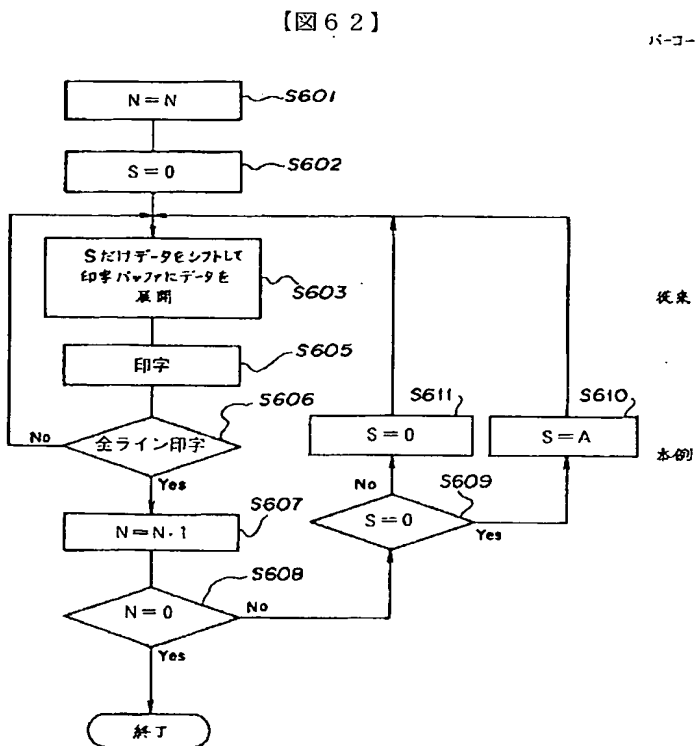 【図62】
バーコー
N=N
S601
S=0
S602
Sだけデータをシフトして
印字バッファにデータを
展開
S603
印字
S605
全ライン印字
S606
No
Yes
N=N-1
S607
N=0
S608
No
Yes
終了
S=0
S609
No
Yes
S=0
S611
S=A
S610
従来
本例